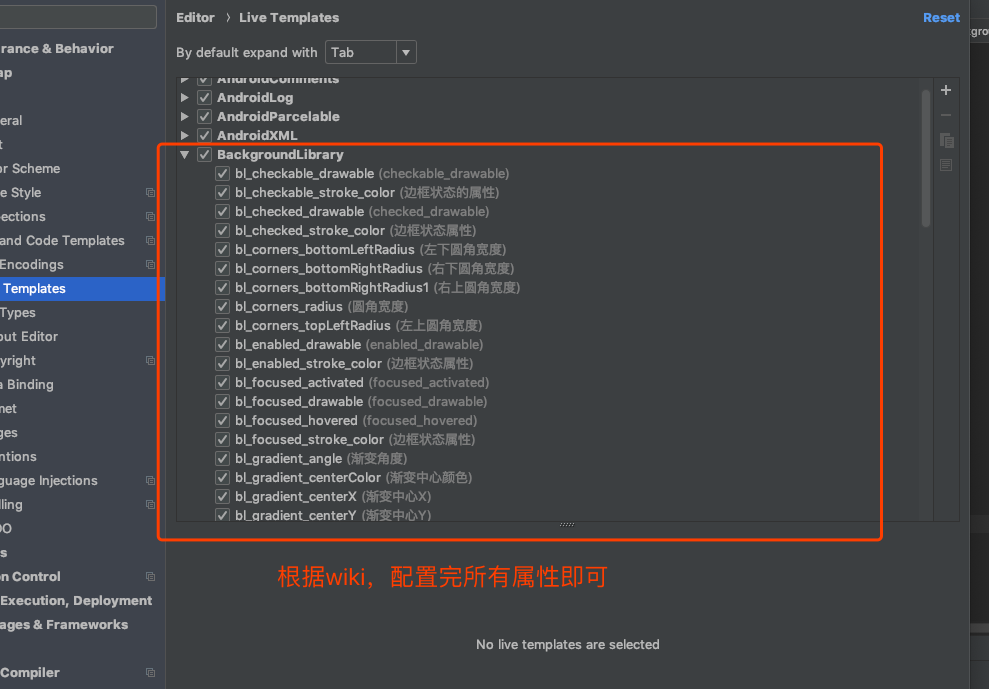 Editor › Live Templates
Reset
By default expand with Tab
AndroidComments
AndroidLog
AndroidParcelable
AndroidXML
BackgroundLibrary
bl_checkable_drawable (checkable_drawable)
bl_checkable_stroke_color (边框状态的属性)
bl_checked_drawable (checked_drawable)
bl_checked_stroke_color (边框状态属性)
bl_corners_bottomLeftRadius (左下圆角宽度)
bl_corners_bottomRightRadius (右下圆角宽度)
bl_corners_bottomRightRadius1 (右上圆角宽度)
bl_corners_radius (圆角宽度)
bl_corners_topLeftRadius (左上圆角宽度)
bl_enabled_drawable (enabled_drawable)
bl_enabled_stroke_color (边框状态属性)
bl_focused_activated (focused_activated)
bl_focused_drawable (focused_drawable)
bl_focused_hovered (focused_hovered)
bl_focused_stroke_color (边框状态属性)
bl_gradient_angle (渐变角度)
bl_gradient_centerColor (渐变中心颜色)
bl_gradient_centerX (渐变中心X)
bl_gradient_centerY (渐变中心Y)
根据wiki，配置完所有属性即可
No live templates are selected
rance & Behavior
ap
eral
t
or Scheme
e Style
ections
and Code Templates
Encodings
Templates
Types
out Editor
yright
a Binding
met
ges
ntions
guage Injections
lling
DO
s
n Control
Execution, Deployment
ages & Frameworks
Compiler
grou